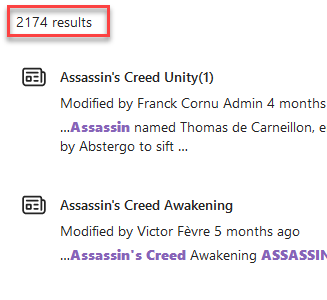 2174 results
Assassin's Creed Unity(1)
Modified by Franck Cornu Admin 4 months
...Assassin named Thomas de Carneillon, e
by Abstergo to sift ...
Assassin's Creed Awakening
Modified by Victor Fèvre 5 months ago
...Assassin's Creed Awakening ASSASSIN